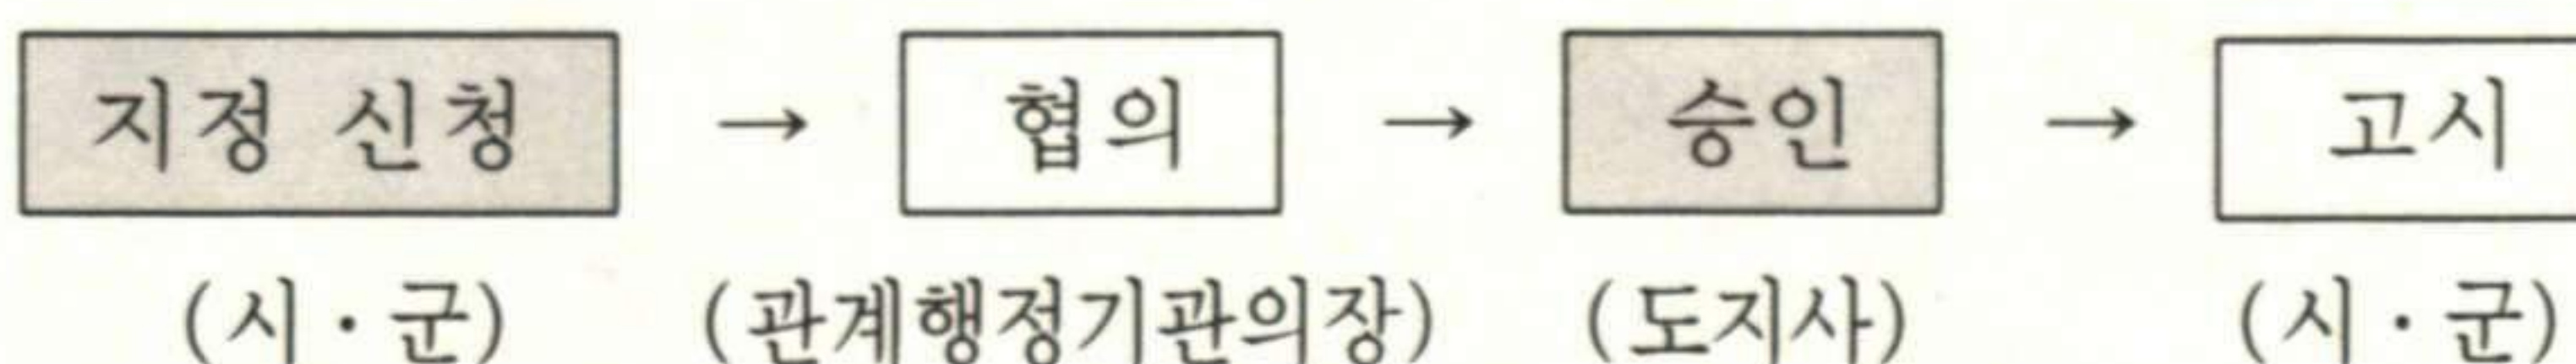 지정 신청 → 협의 → 승인 → 고시
(시·군) (관계행정기관의장) (도지사) (시·군)